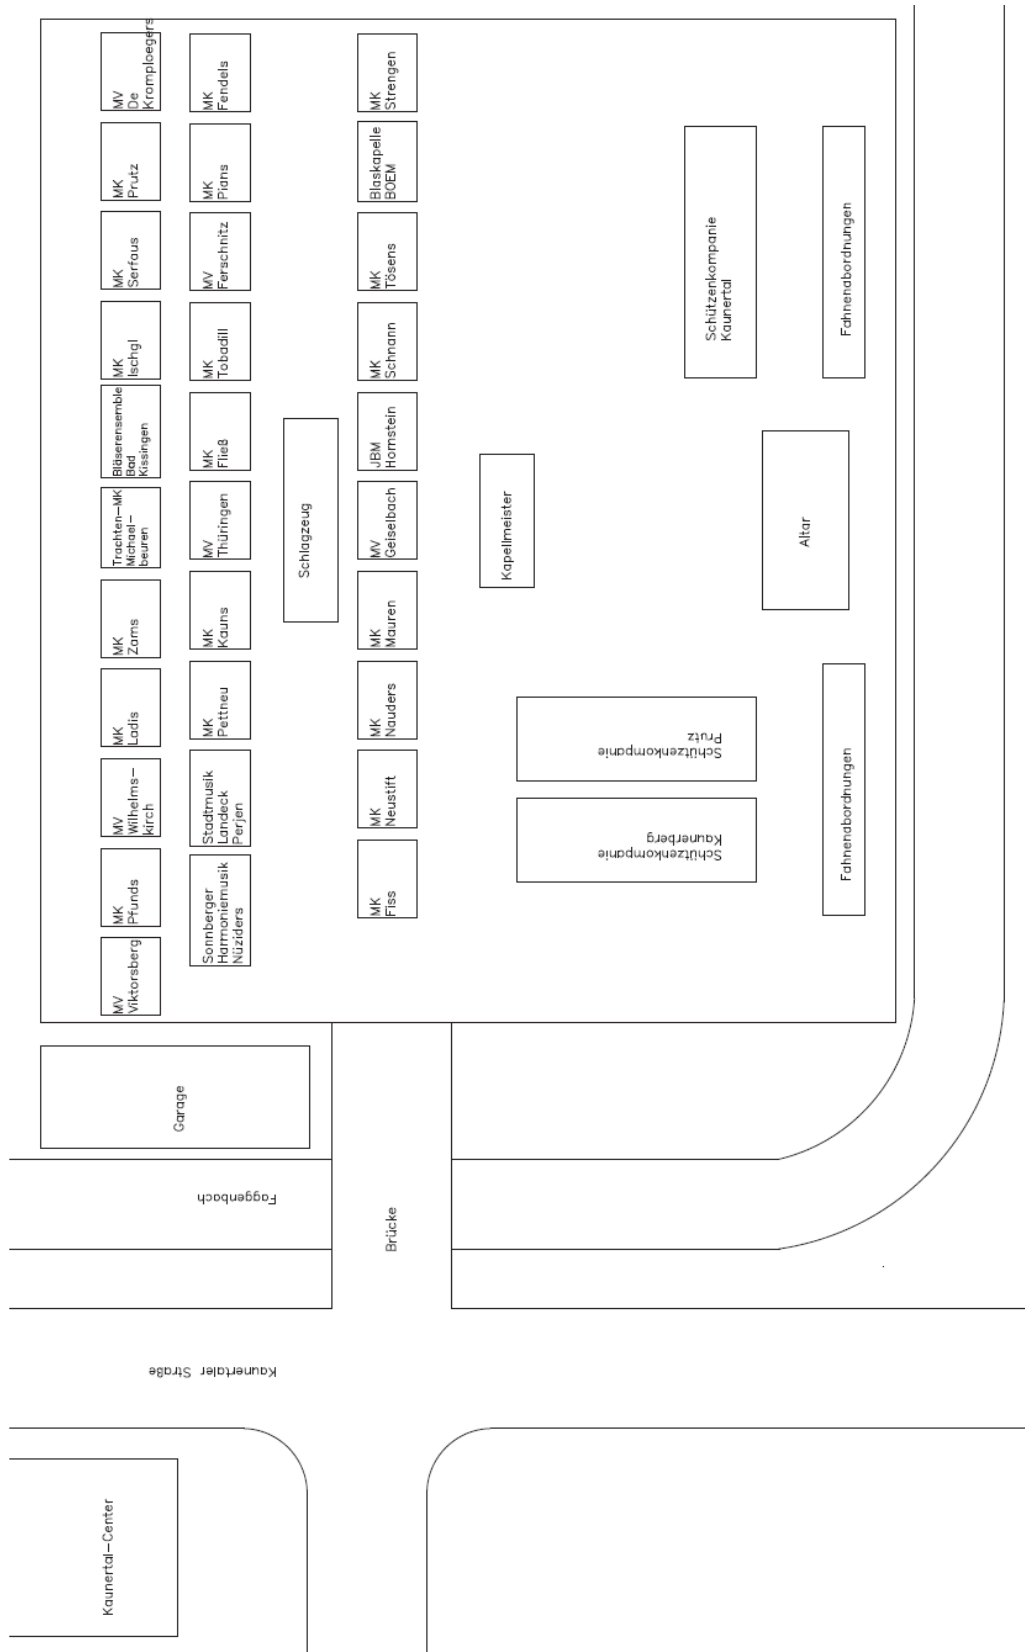 MV
De
Kromploegers
MK
Prutz
MK
Serfaus
MK
Ischgl
Bläserensemble
Bad
Kissingen
Trachten-MK
Michael-
beuren
MK
Zams
MK
Ladis
MV
Wilhelms-
kirch
MK
Pfunds
MV
Viktorsberg
MK
Fendels
MK
Pians
MV
Ferschnitz
MK
Tobadill
MK
Fließ
MV
Thüringen
MK
Kauns
MK
Pettneu
Stadtmusik
Landeck
Perjen
Sonnberger
Harmoniemusik
Nüziders
Schlagzeug
MK
Strengen
Blaskapelle
BOEM
MK
Tösens
MK
Schnann
JBM
Hornstein
MV
Geiselbach
MK
Mauren
MK
Nauders
MK
Neustift
MK
Fiss
Kapellmeister
Schützenkompanie
Kaunertal
Schützenkompanie
Prutz
Schützenkompanie
Kaunerberg
Fahnenabordnungen
Altar
Fahnenabordnungen
Garage
Faggenbach
Brücke
Kaunertaler Straße
Kaunertal-Center